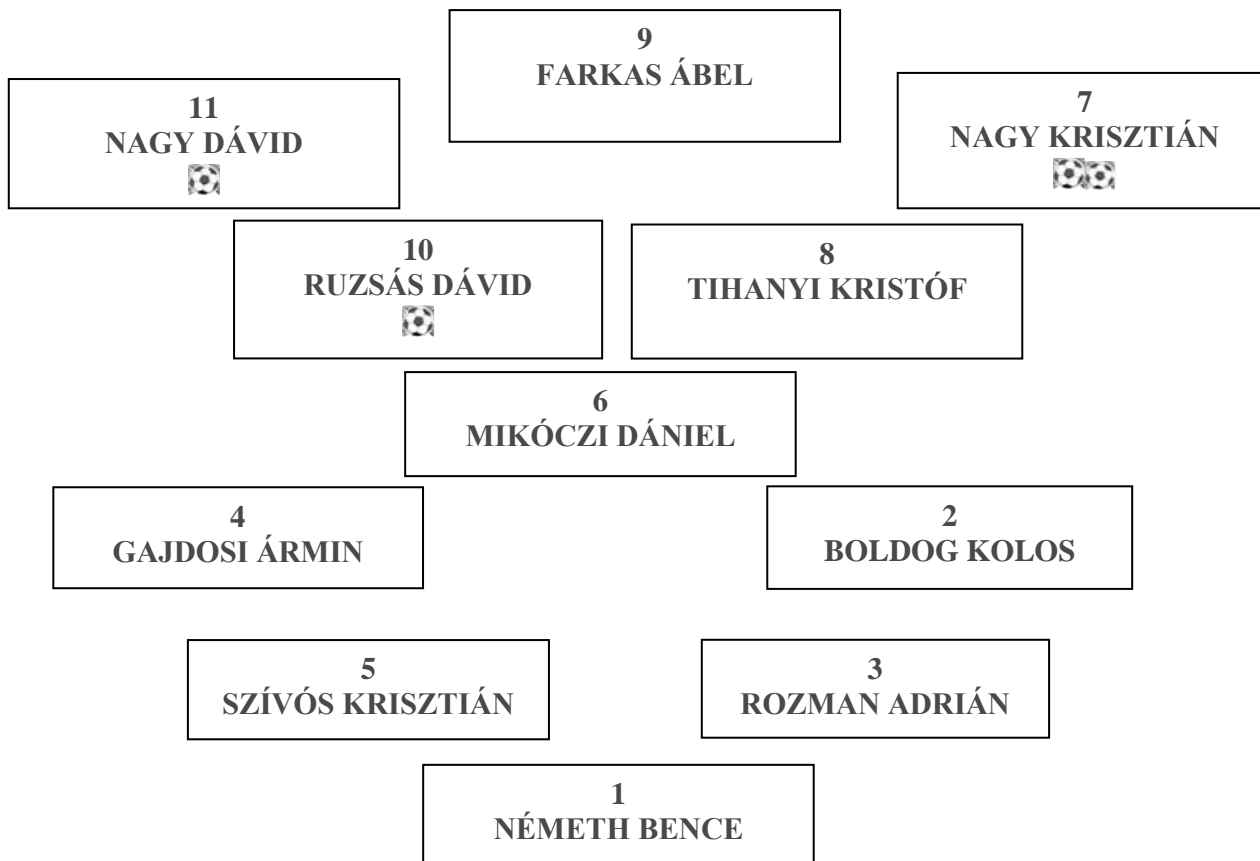 9
FARKAS ÁBEL
11
NAGY DÁVID
7
NAGY KRISZTIÁN
10
RUZSÁS DÁVID
8
TIHANYI KRISTÓF
6
MIKÓCZI DÁNIEL
4
GAJDOSI ÁRMIN
2
BOLDOG KOLOS
5
SZÍVÓS KRISZTIÁN
3
ROZMAN ADRIÁN
1
NÉMETH BENCE